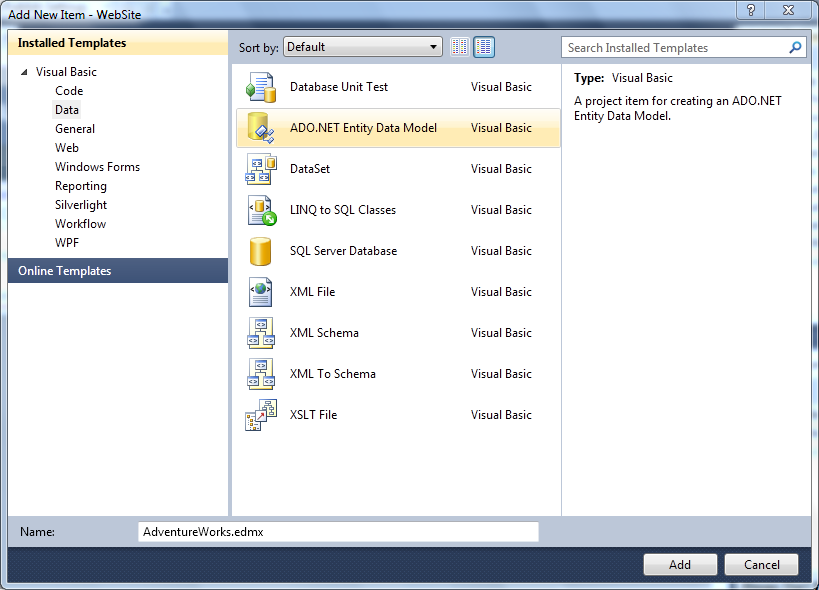 Add New Item - WebSite
Installed Templates
Sort by: Default
Search Installed Templates
Visual Basic
Code
Data
General
Web
Windows Forms
Reporting
Silverlight
Workflow
WPF
Online Templates
Database Unit Test Visual Basic
ADO.NET Entity Data Model Visual Basic
DataSet Visual Basic
LINQ to SQL Classes Visual Basic
SQL Server Database Visual Basic
XML File Visual Basic
XML Schema Visual Basic
XML To Schema Visual Basic
XSLT File Visual Basic
Type: Visual Basic
A project item for creating an ADO.NET
Entity Data Model.
Name: AdventureWorks.edmx
Add Cancel